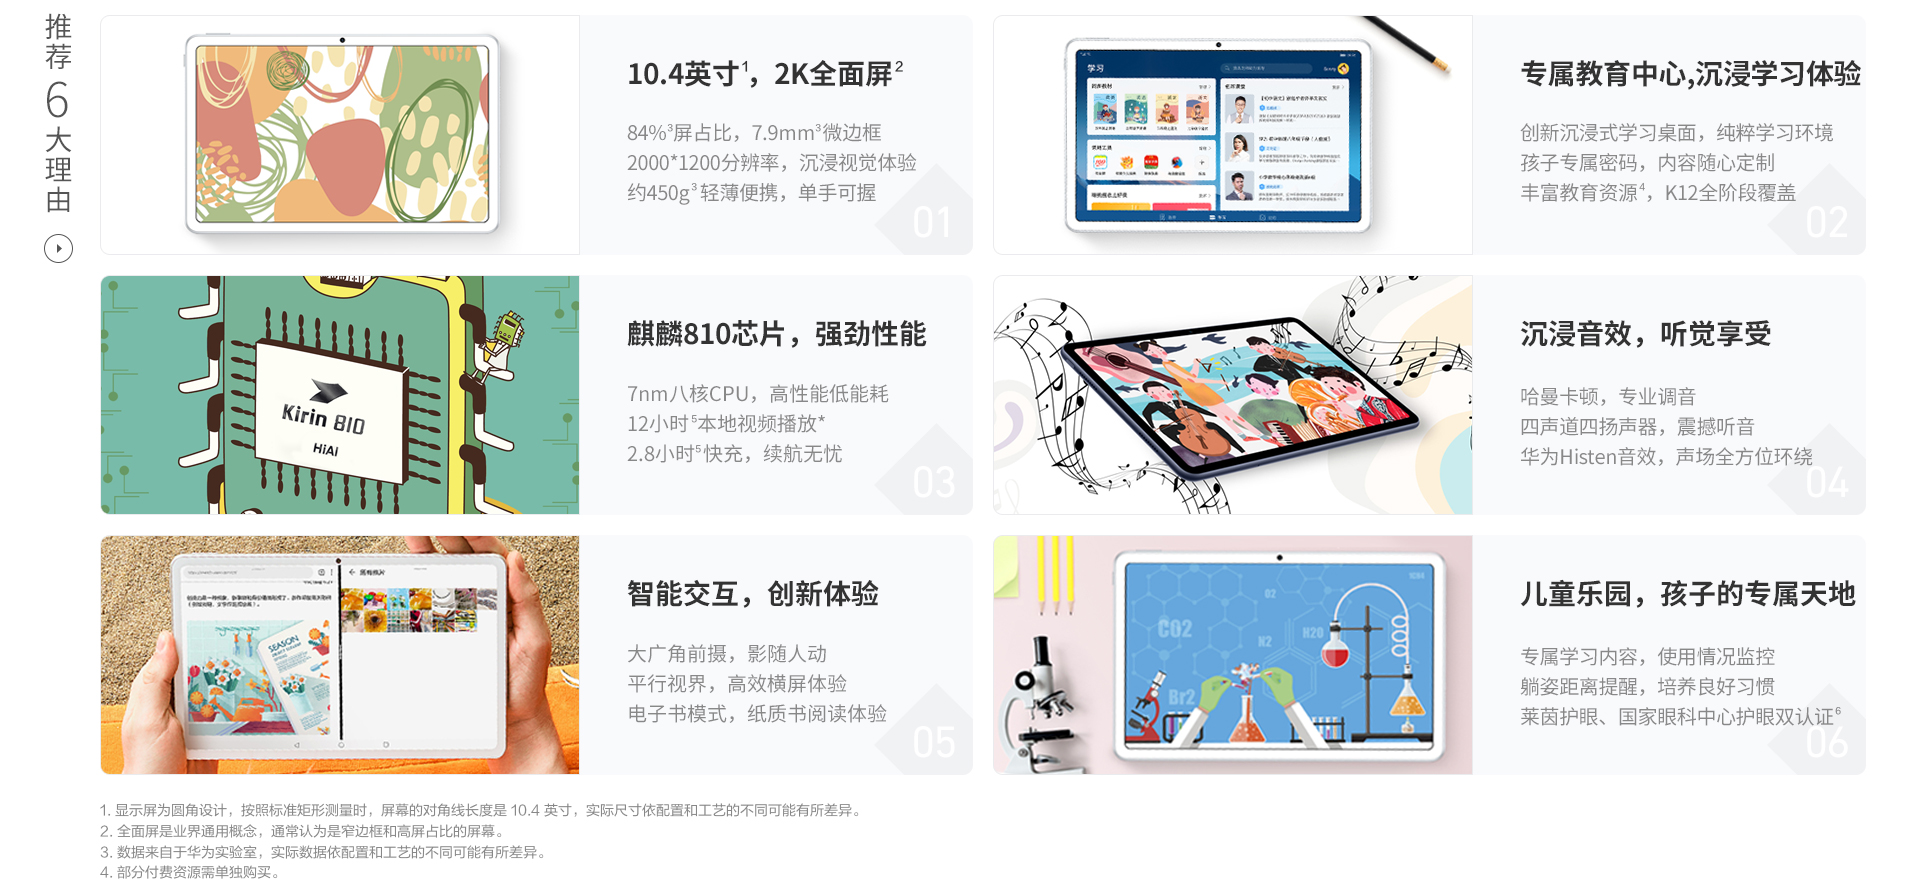 推荐6大理由
10.4英寸¹，2K全面屏²
84%³屏占比，7.9mm³微边框
2000*1200分辨率，沉浸视觉体验
约450g³轻薄便携，单手可握
01
学习
专属教育中心,沉浸学习体验
创新沉浸式学习桌面，纯粹学习环境
孩子专属密码，内容随心定制
丰富教育资源⁴，K12全阶段覆盖
02
Kirin 810
HiAI
麒麟810芯片，强劲性能
7nm八核CPU，高性能低能耗
12小时⁵本地视频播放*
2.8小时⁵快充，续航无忧
03
沉浸音效，听觉享受
哈曼卡顿，专业调音
四声道四扬声器，震撼听音
华为Histen音效，声场全方位环绕
04
SEASON
智能交互，创新体验
大广角前摄，影随人动
平行视界，高效横屏体验
电子书模式，纸质书阅读体验
05
CO2
O2
N2
H2O
Br2
儿童乐园，孩子的专属天地
专属学习内容，使用情况监控
躺姿距离提醒，培养良好习惯
莱茵护眼、国家眼科中心护眼双认证⁶
06
1. 显示屏为圆角设计，按照标准矩形测量时，屏幕的对角线长度是 10.4 英寸，实际尺寸依配置和工艺的不同可能有所差异。
2. 全面屏是业界通用概念，通常认为是窄边框和高屏占比的屏幕。
3. 数据来自于华为实验室，实际数据依配置和工艺的不同可能有所差异。
4. 部分付费资源需单独购买。